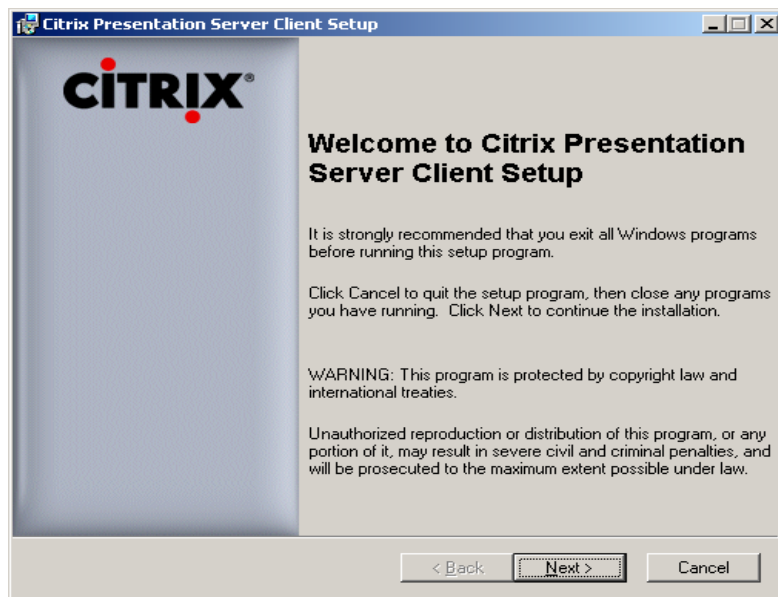 Citrix Presentation Server Client Setup
CiTRIX®
Welcome to Citrix Presentation
Server Client Setup
It is strongly recommended that you exit all Windows programs
before running this setup program.
Click Cancel to quit the setup program, then close any programs
you have running.  Click Next to continue the installation.
WARNING: This program is protected by copyright law and
international treaties.
Unauthorized reproduction or distribution of this program, or any
portion of it, may result in severe civil and criminal penalties, and
will be prosecuted to the maximum extent possible under law.
< Back  Next >  Cancel